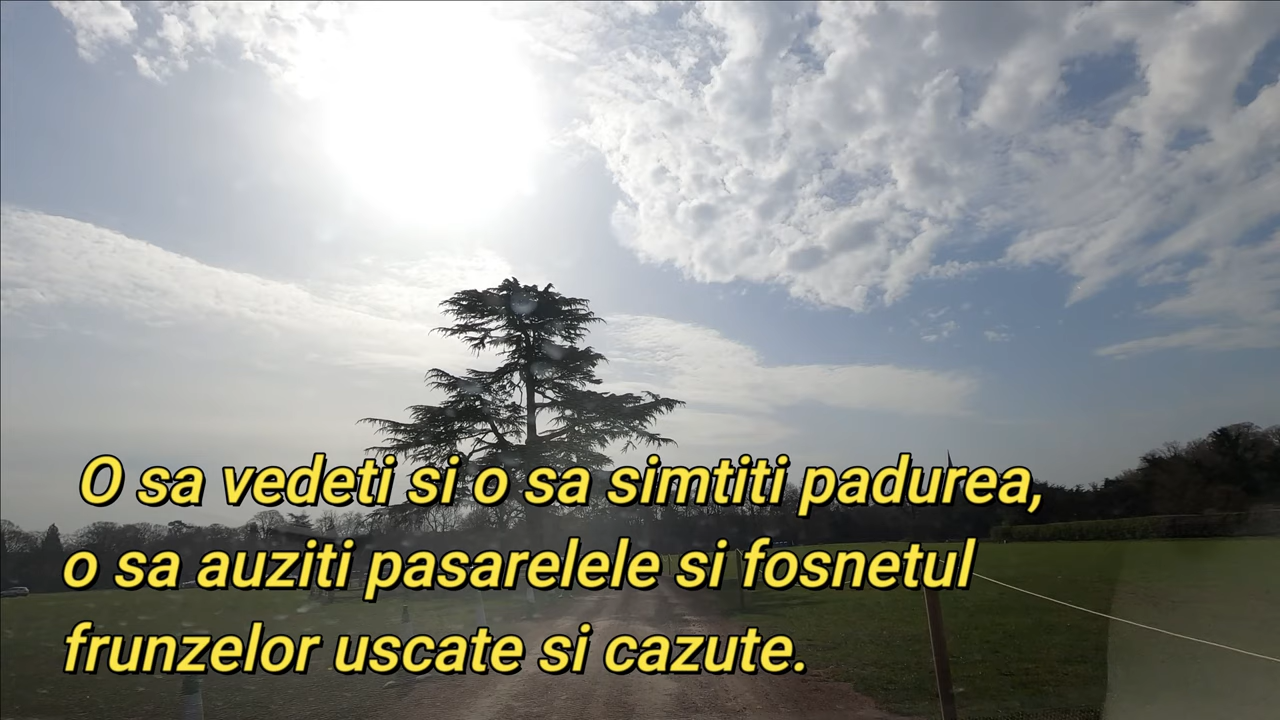 O sa vedeti si o sa simtiti padurea,
o sa auziti pasarelele si fosnetul
frunzelor uscate si cazute.